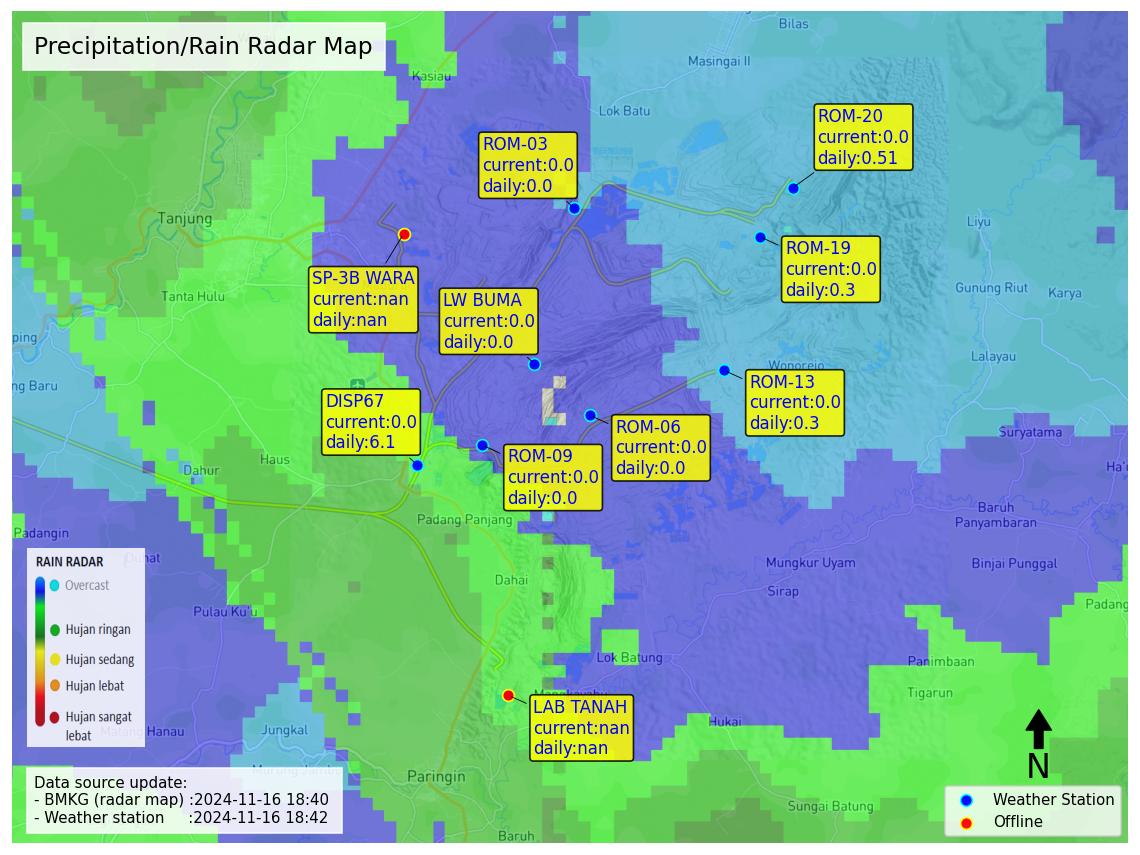 Precipitation/Rain Radar Map
Bilas
Masingai II
Kasiau
Lok Batu
ROM-20
current:0.0
daily:0.51
ROM-03
current:0.0
daily:0.0
Tanjung
Liyu
ROM-19
current:0.0
daily:0.3
SP-3B WARA
current:nan
daily:nan
Tanta Hulu
LW BUMA
current:0.0
daily:0.0
Gunung Riut
Karya
ping
Lalayau
Wonorejo
ng Baru
ROM-13
current:0.0
daily:0.3
DISP67
current:0.0
daily:6.1
ROM-06
current:0.0
daily:0.0
Suryatama
ROM-09
current:0.0
daily:0.0
Haus
Dahur
Ha'u
Baruh
Panyambaran
Padang Panjang
Padangin
Mungkur Uyam
Binjai Punggal
Dahai
Sirap
Padang
Pulau Ku'u
RAIN RADAR
Overcast
Hujan ringan
Hujan sedang
Hujan lebat
Hujan sangat
lebat
Lok Batung
Panimbaan
Tigarun
LAB TANAH
current:nan
daily:nan
Hukai
Jungkal
Paringin
Sungai Batung
Baruh
N
Data source update:
- BMKG (radar map) :2024-11-16 18:40
- Weather station :2024-11-16 18:42
Weather Station
Offline